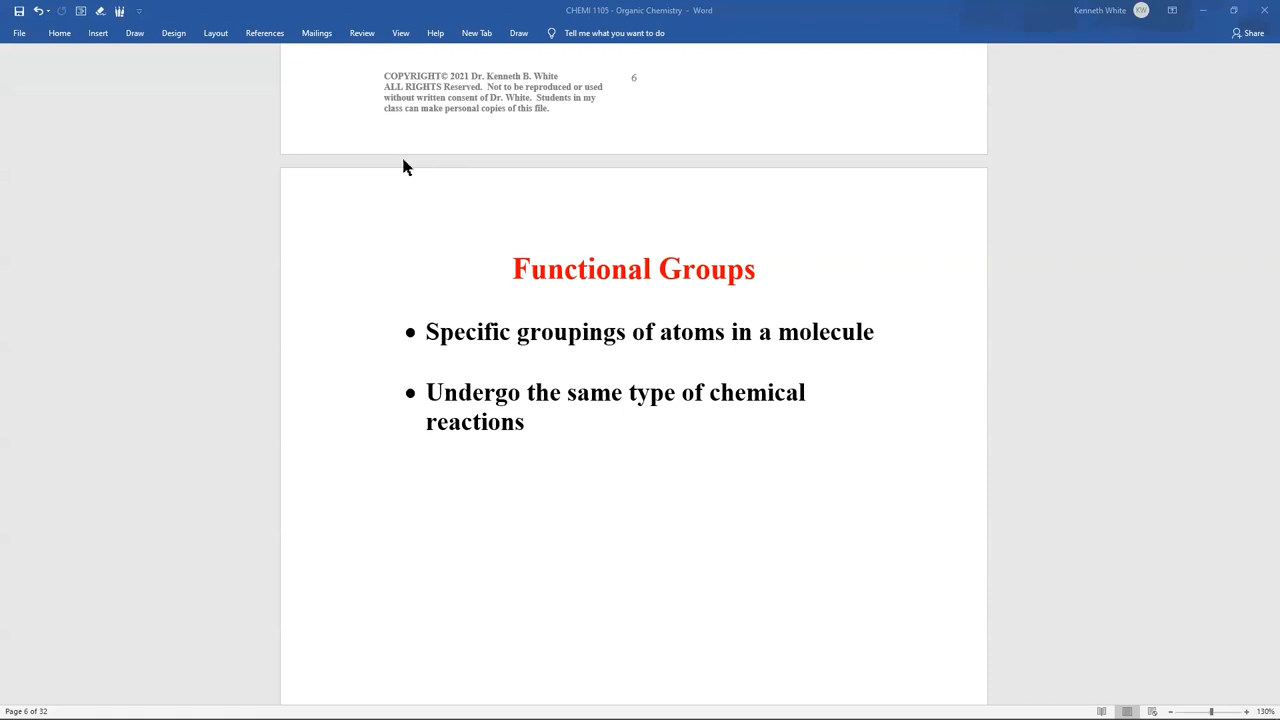 CHEMI 1105 - Organic Chemistry - Word
Kenneth White KW
File Home Insert Draw Design Layout References Mailings Review View Help New Tab Draw Tell me what you want to do Share
COPYRIGHT© 2021 Dr. Kenneth B. White 6
ALL RIGHTS Reserved. Not to be reproduced or used
without written consent of Dr. White. Students in my
class can make personal copies of this file.
Functional Groups
• Specific groupings of atoms in a molecule
• Undergo the same type of chemical
reactions
Page 6 of 32
130%